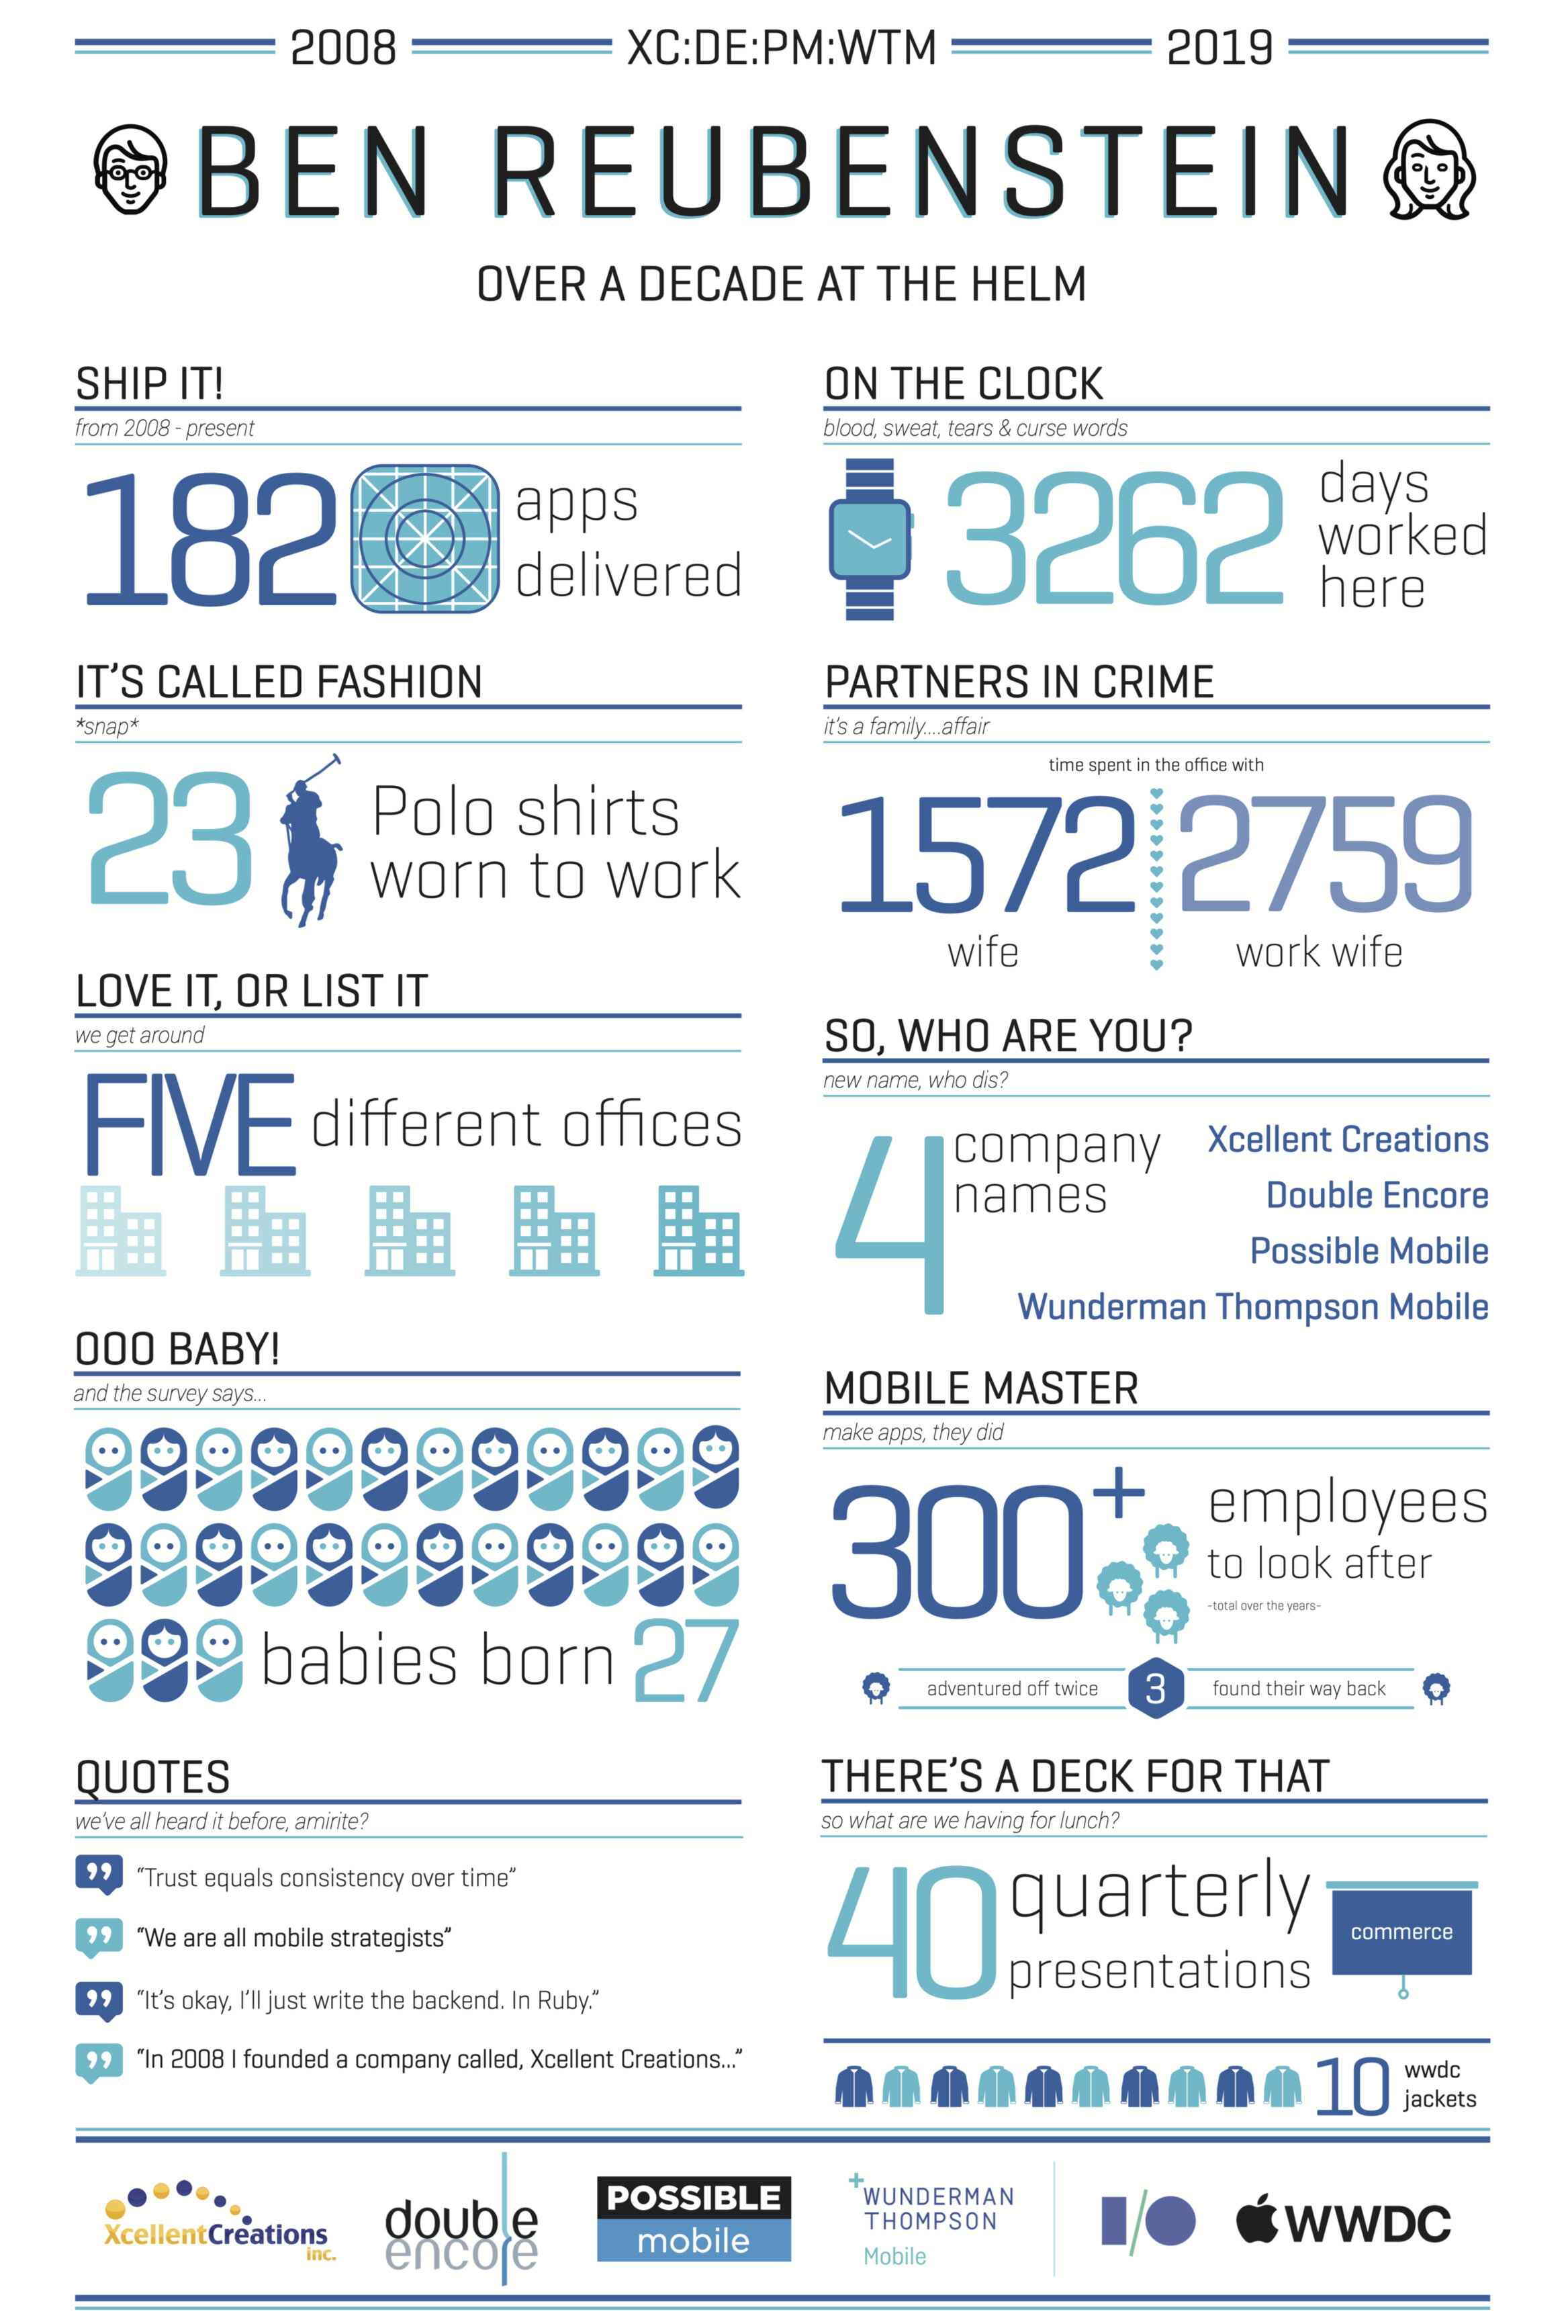 2008 XC:DE:PM:WTM 2019
BEN REUBENSTEIN
OVER A DECADE AT THE HELM
SHIP IT!
from 2008 - present
182 apps
delivered
ON THE CLOCK
blood, sweat, tears & curse words
3262 days
worked
here
IT'S CALLED FASHION
*snap*
23 Polo shirts
worn to work
PARTNERS IN CRIME
it's a family....affair
time spent in the office with
1572 2759
wife work wife
LOVE IT, OR LIST IT
we get around
FIVE different offices
SO, WHO ARE YOU?
new name, who dis?
4 company
names
Xcellent Creations
Double Encore
Possible Mobile
Wunderman Thompson Mobile
OOO BABY!
and the survey says...
babies born 27
MOBILE MASTER
make apps, they did
300+ employees
to look after
-total over the years-
adventured off twice 3 found their way back
QUOTES
we've all heard it before, amirite?
"Trust equals consistency over time"
"We are all mobile strategists"
"It's okay, I'll just write the backend. In Ruby."
"In 2008 I founded a company called, Xcellent Creations..."
THERE'S A DECK FOR THAT
so what are we having for lunch?
40 quarterly
presentations
commerce
10 wwdc
jackets
XcellentCreations
inc.
double
encore
POSSIBLE
mobile
WUNDERMAN
THOMPSON
Mobile
I/O
WWDC